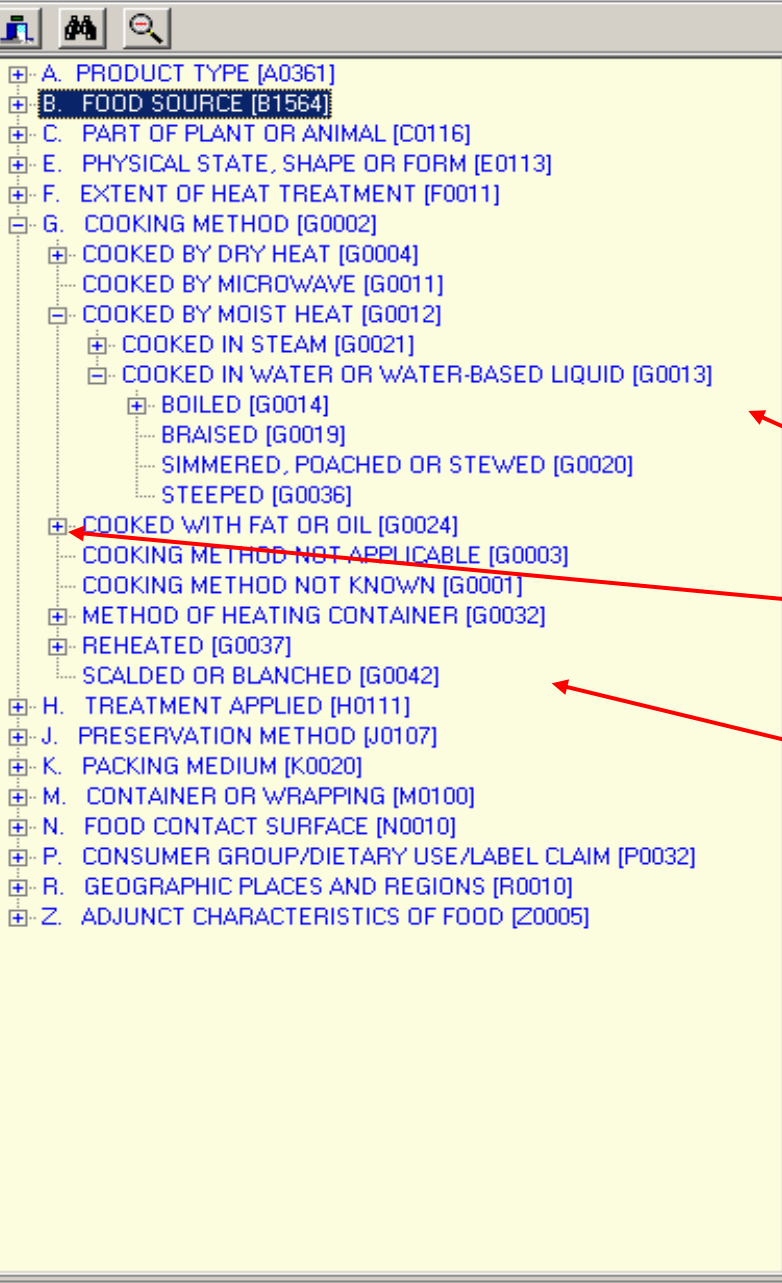 A. PRODUCT TYPE [A0361]
B. FOOD SOURCE [B1564]
C. PART OF PLANT OR ANIMAL [C0116]
E. PHYSICAL STATE, SHAPE OR FORM [E0113]
F. EXTENT OF HEAT TREATMENT [F0011]
G. COOKING METHOD [G0002]
COOKED BY DRY HEAT [G0004]
COOKED BY MICROWAVE [G0011]
COOKED BY MOIST HEAT [G0012]
COOKED IN STEAM [G0021]
COOKED IN WATER OR WATER-BASED LIQUID [G0013]
BOILED [G0014]
BRAISED [G0019]
SIMMERED, POACHED OR STEWED [G0020]
STEEPED [G0036]
COOKED WITH FAT OR OIL [G0024]
COOKING METHOD NOT APPLICABLE [G0003]
COOKING METHOD NOT KNOWN [G0001]
METHOD OF HEATING CONTAINER [G0032]
REHEATED [G0037]
SCALDED OR BLANCHED [G0042]
H. TREATMENT APPLIED [H0111]
J. PRESERVATION METHOD [J0107]
K. PACKING MEDIUM [K0020]
M. CONTAINER OR WRAPPING [M0100]
N. FOOD CONTACT SURFACE [N0010]
P. CONSUMER GROUP/DIETARY USE/LABEL CLAIM [P0032]
R. GEOGRAPHIC PLACES AND REGIONS [R0010]
Z. ADJUNCT CHARACTERISTICS OF FOOD [Z0005]